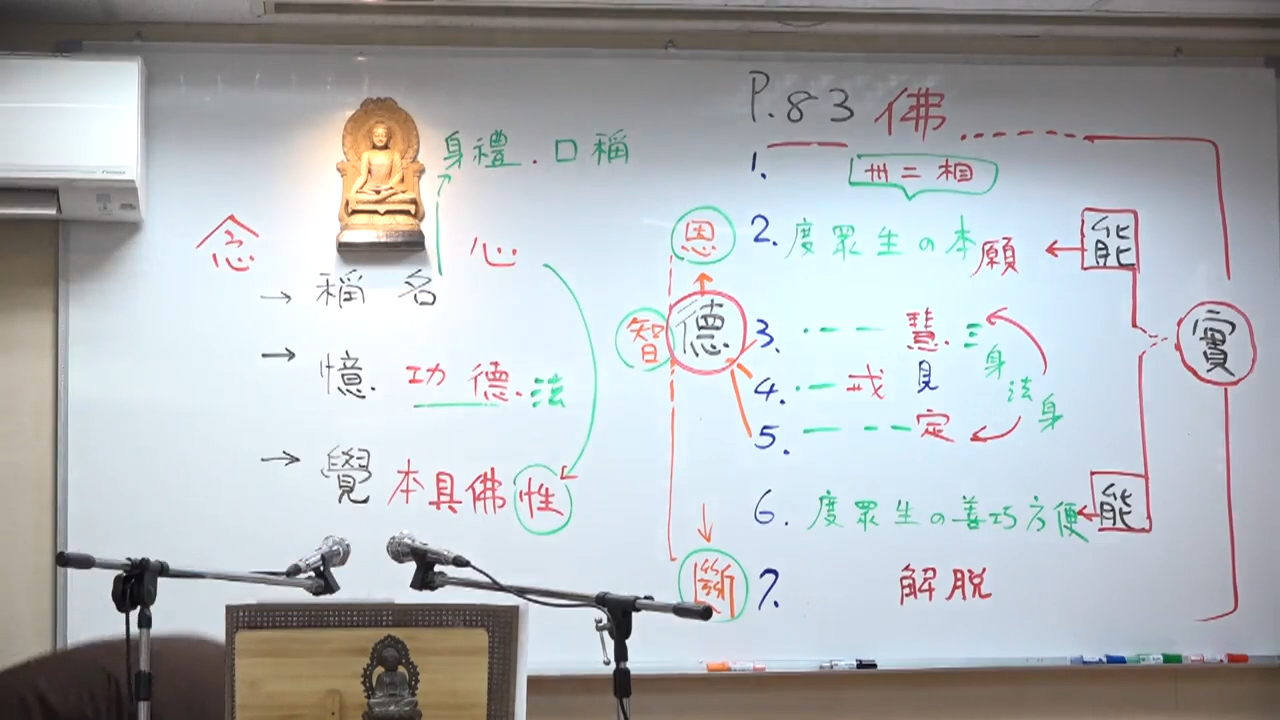 P.83 佛
身禮.口稱
1. 卅二相
念 心
恩 2. 度眾生の本願 能
稱名
智 德 3. 慧 三身 實
憶 功德.法
4. 戒 見 法身
5. 定
覺 本具佛性
6. 度眾生の善巧方便 能
斷 7. 解脫